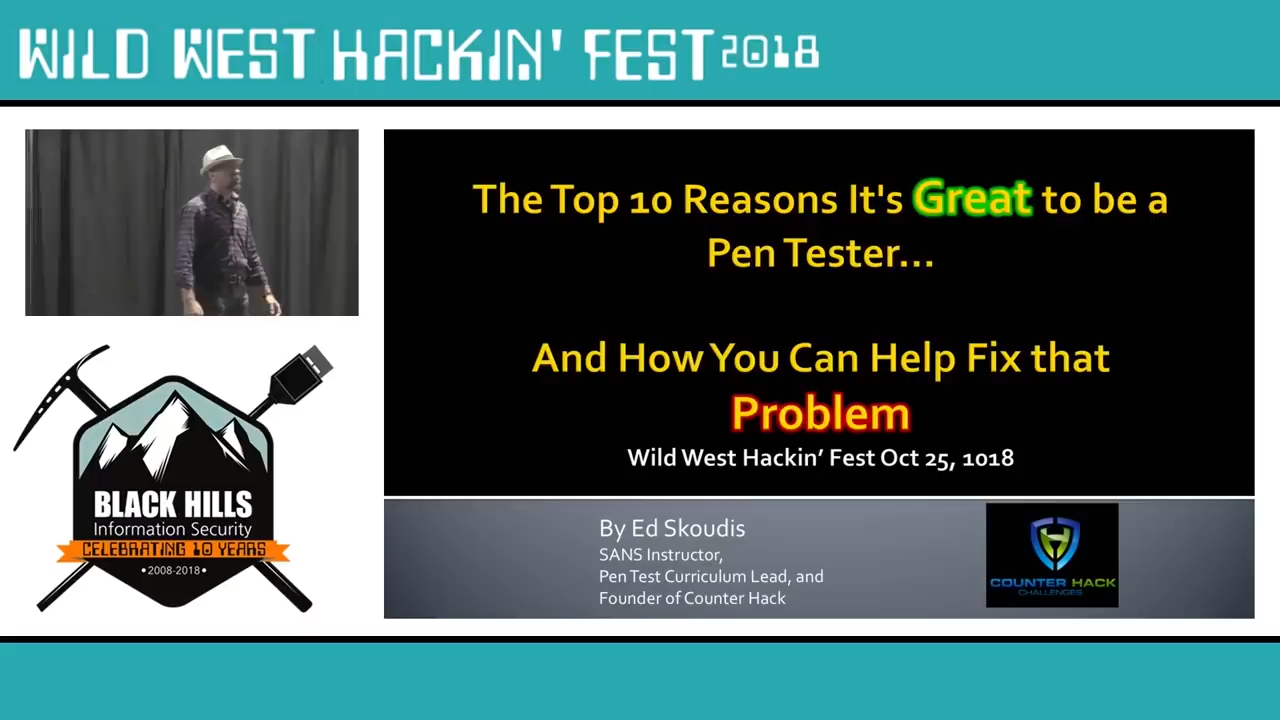 WILD WEST HACKIN' FEST 2018
The Top 10 Reasons It's Great to be a
Pen Tester...
And How You Can Help Fix that
Problem
Wild West Hackin' Fest Oct 25, 1018
By Ed Skoudis
SANS Instructor,
Pen Test Curriculum Lead, and
Founder of Counter Hack
COUNTER HACK
CHALLENGES
BLACK HILLS
Information Security
CELEBRATING 10 YEARS
•2008-2018•